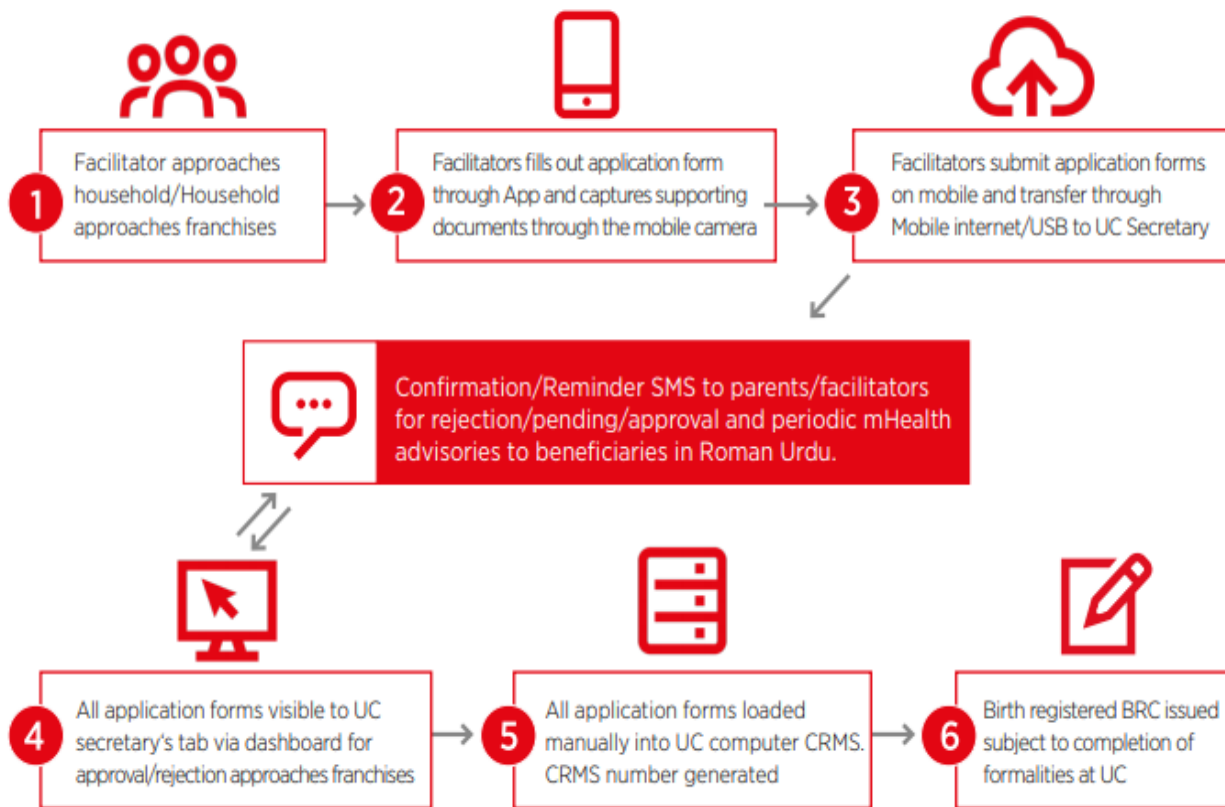 1
Facilitator approaches
household/Household
approaches franchises
2
Facilitators fills out application form
through App and captures supporting
documents through the mobile camera
3
Facilitators submit application forms
on mobile and transfer through
Mobile internet/USB to UC Secretary
Confirmation/Reminder SMS to parents/facilitators
for rejection/pending/approval and periodic mHealth
advisories to beneficiaries in Roman Urdu.
4
All application forms visible to UC
secretary‘s tab via dashboard for
approval/rejection approaches franchises
5
All application forms loaded
manually into UC computer CRMS.
CRMS number generated
6
Birth registered BRC issued
subject to completion of
formalities at UC